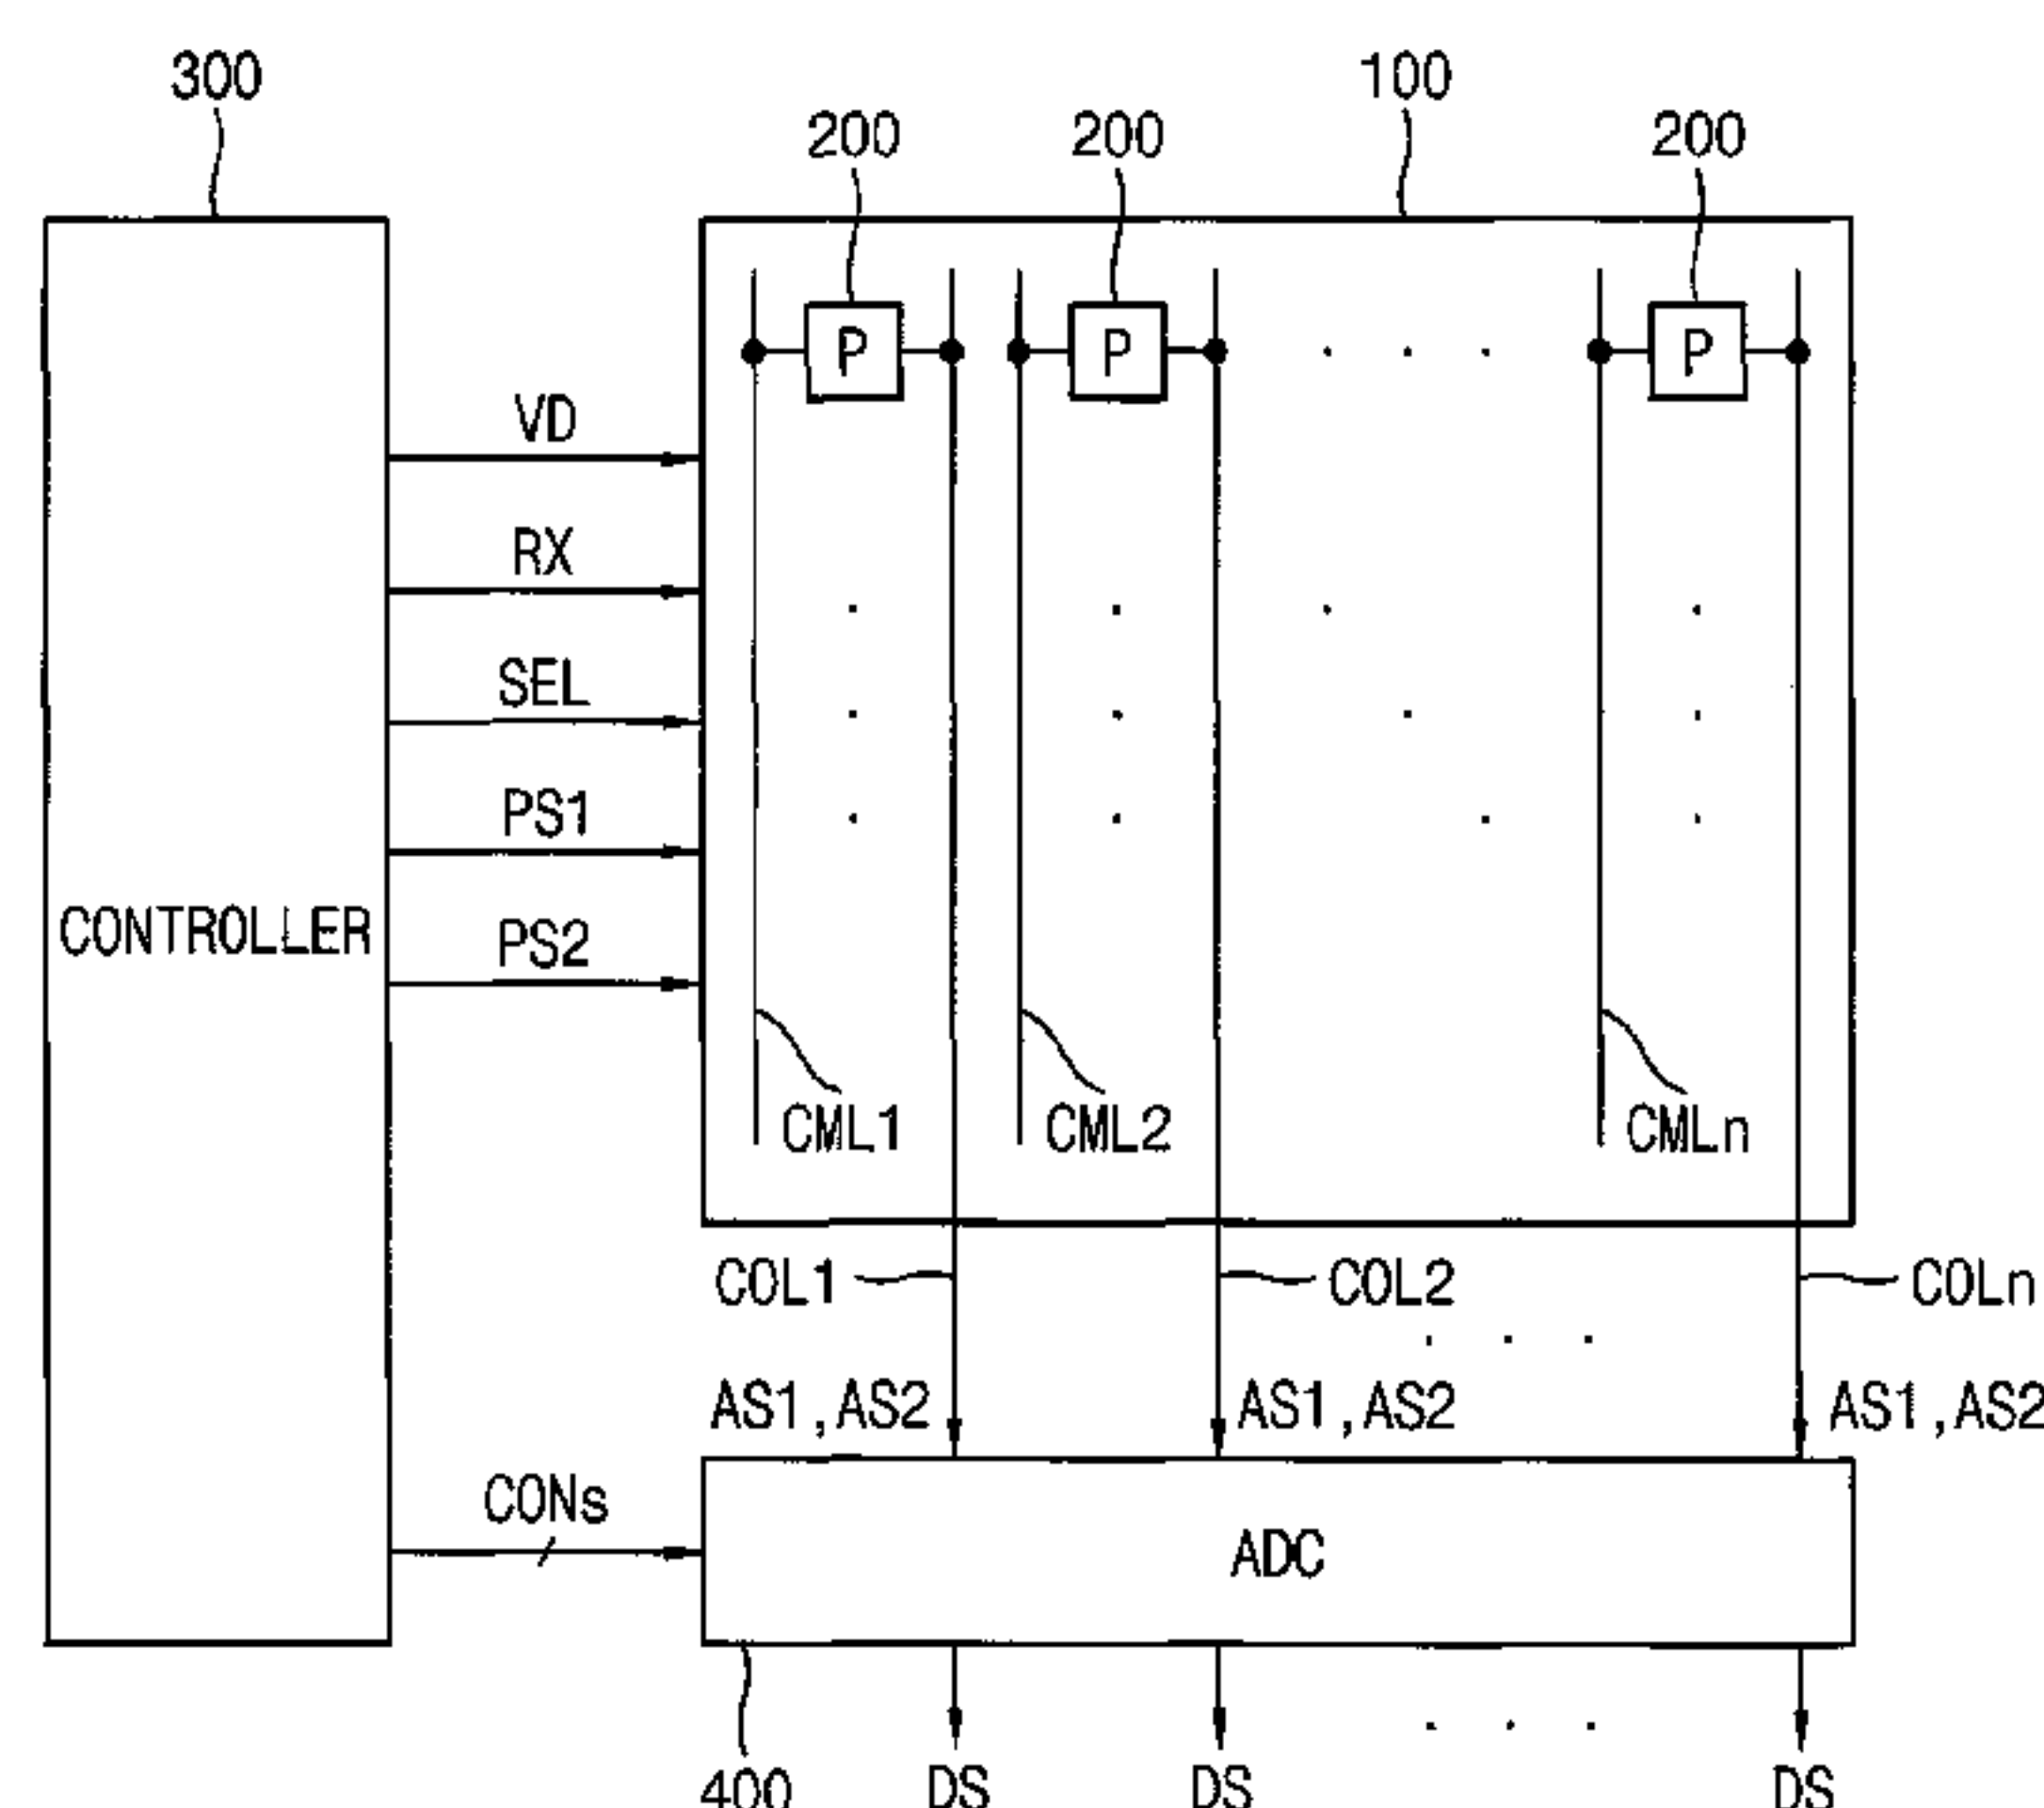 300
100
200
200
200
P
P
P
VD
RX
SEL
PS1
PS2
CONTROLLER
CML1
CML2
CMLn
COL1
COL2
COLn
AS1,AS2
AS1,AS2
AS1,AS2
CONs
ADC
400
DS
DS
DS